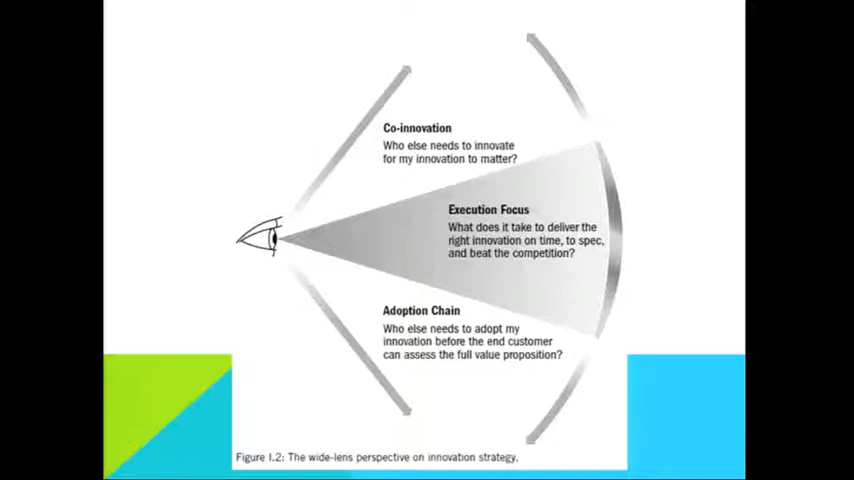 Co-innovation
Who else needs to innovate
for my innovation to matter?
Execution Focus
What does it take to deliver the
right innovation on time, to spec,
and beat the competition?
Adoption Chain
Who else needs to adopt my
innovation before the end customer
can assess the full value proposition?
Figure I.2: The wide-lens perspective on innovation strategy.